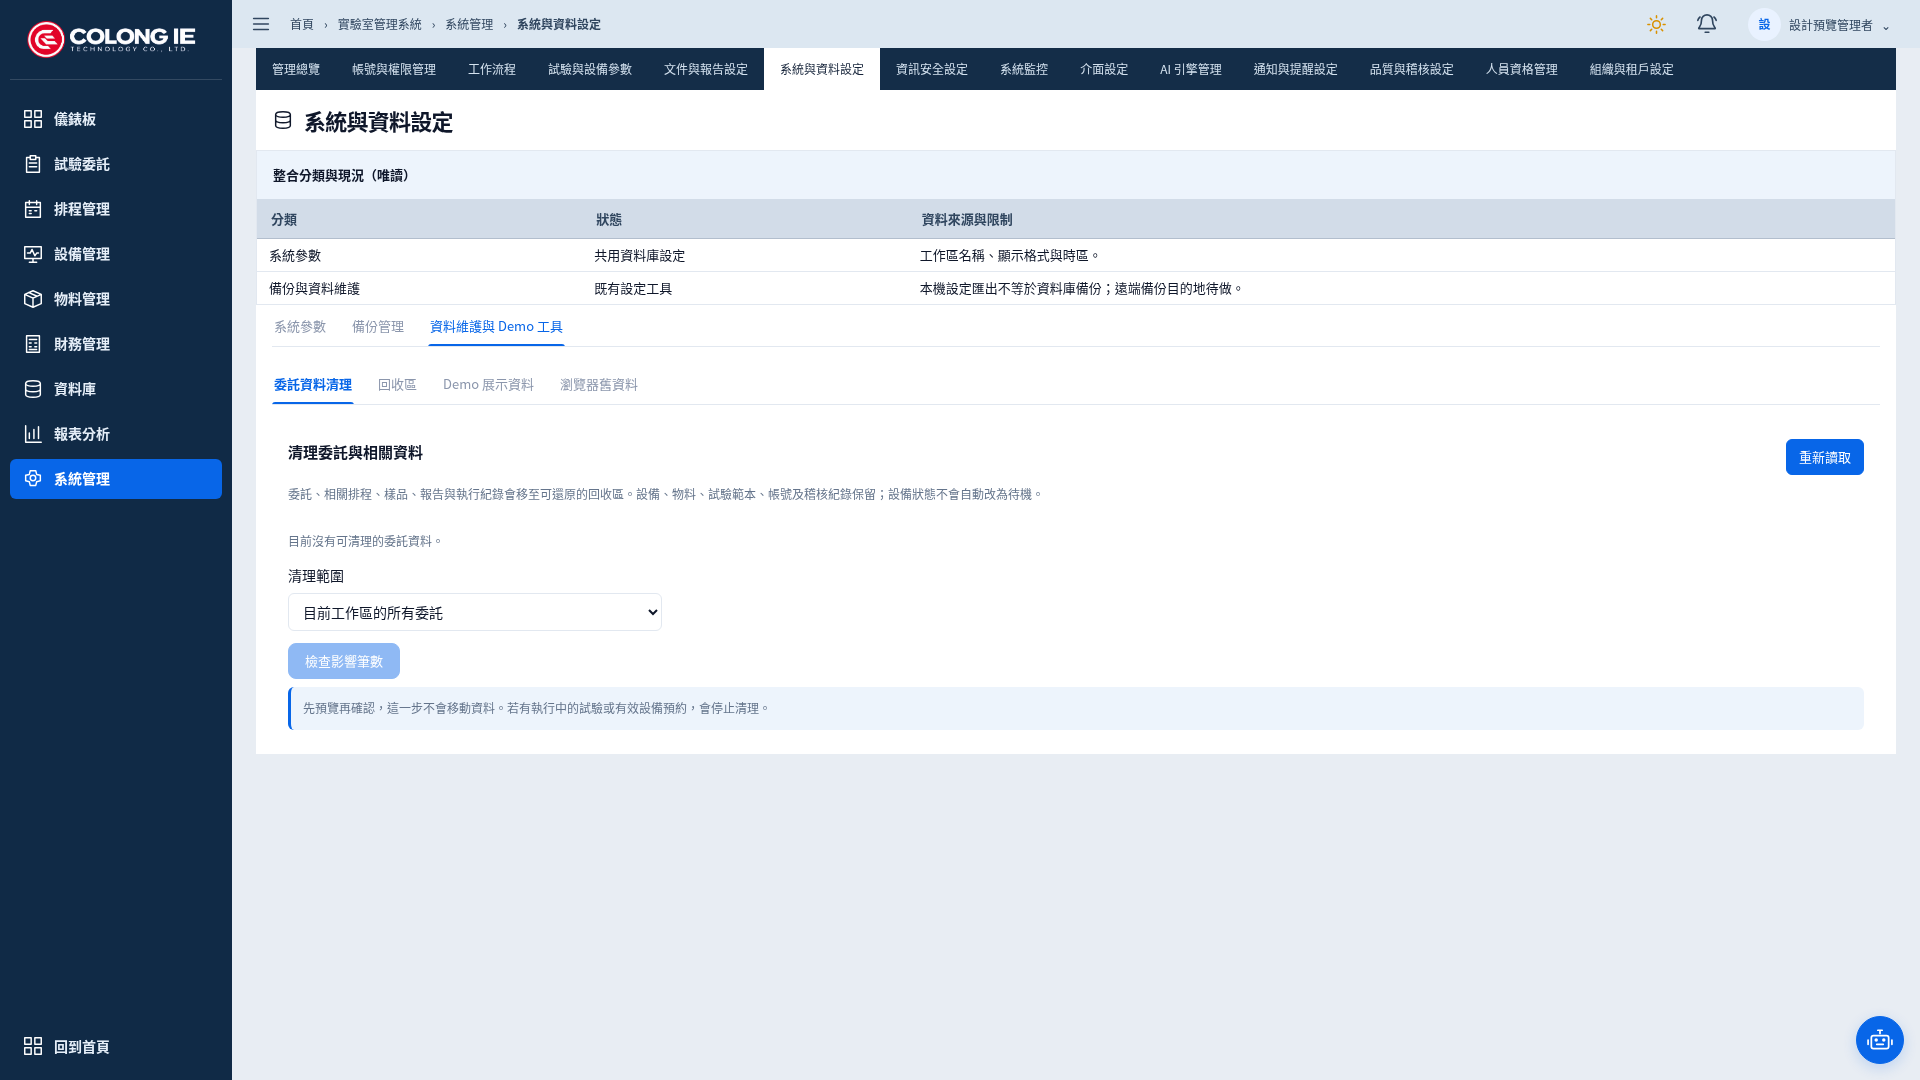 COLONG IE
TECHNOLOGY CO., LTD.
首頁 › 實驗室管理系統 › 系統管理 › 系統與資料設定
設 設計預覽管理者
管理總覽 帳號與權限管理 工作流程 試驗與設備參數 文件與報告設定 系統與資料設定 資訊安全設定 系統監控 介面設定 AI 引擎管理 通知與提醒設定 品質與稽核設定 人員資格管理 組織與租戶設定
儀錶板
試驗委託
排程管理
設備管理
物料管理
財務管理
資料庫
報表分析
系統管理
回到首頁
系統與資料設定
整合分類與現況（唯讀）
分類 狀態 資料來源與限制
系統參數 共用資料庫設定 工作區名稱、顯示格式與時區。
備份與資料維護 既有設定工具 本機設定匯出不等於資料庫備份；遠端備份目的地待做。
系統參數 備份管理 資料維護與 Demo 工具
委託資料清理 回收區 Demo 展示資料 瀏覽器舊資料
清理委託與相關資料
重新讀取
委託、相關排程、樣品、報告與執行紀錄會移至可還原的回收區。設備、物料、試驗範本、帳號及稽核紀錄保留；設備狀態不會自動改為待機。
目前沒有可清理的委託資料。
清理範圍
目前工作區的所有委託
檢查影響筆數
先預覽再確認，這一步不會移動資料。若有執行中的試驗或有效設備預約，會停止清理。